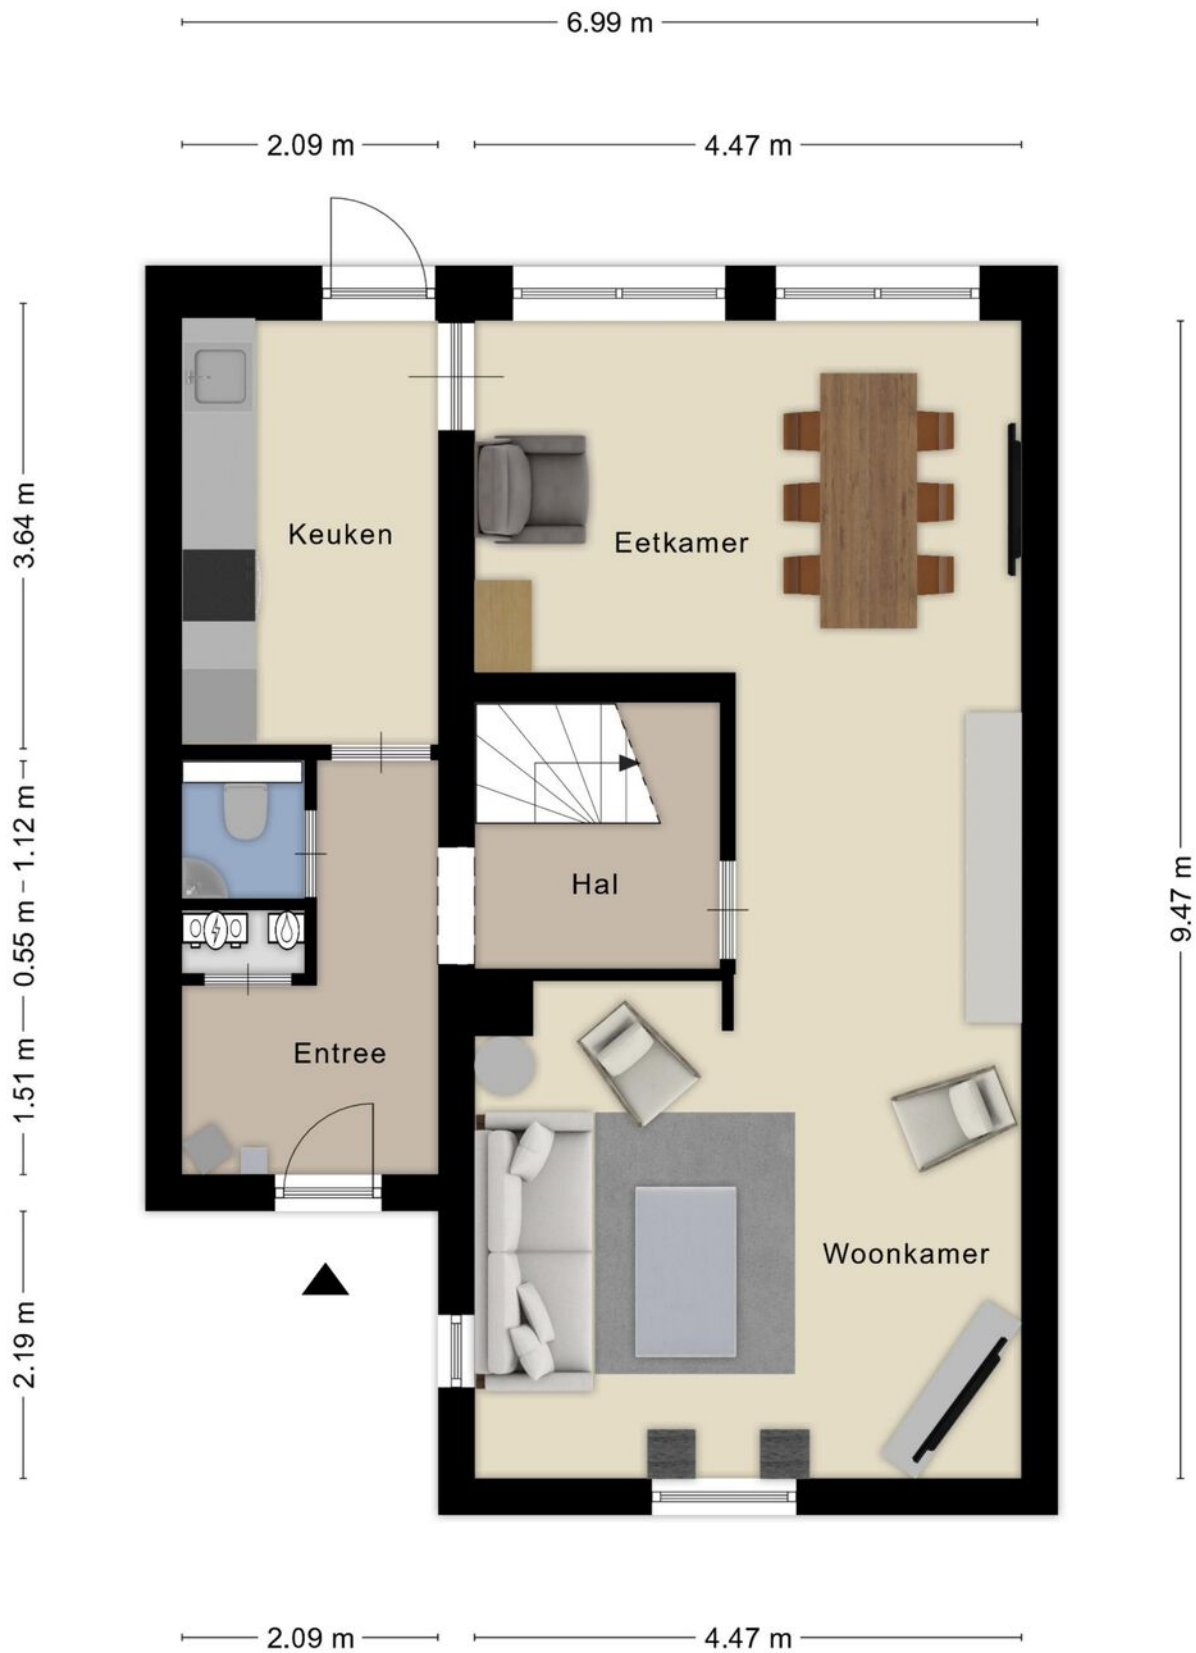 6.99 m
2.09 m
4.47 m
3.64 m
Keuken
Eetkamer
1.12 m
Hal
0.55 m
9.47 m
Entree
1.51 m
Woonkamer
2.19 m
2.09 m
4.47 m